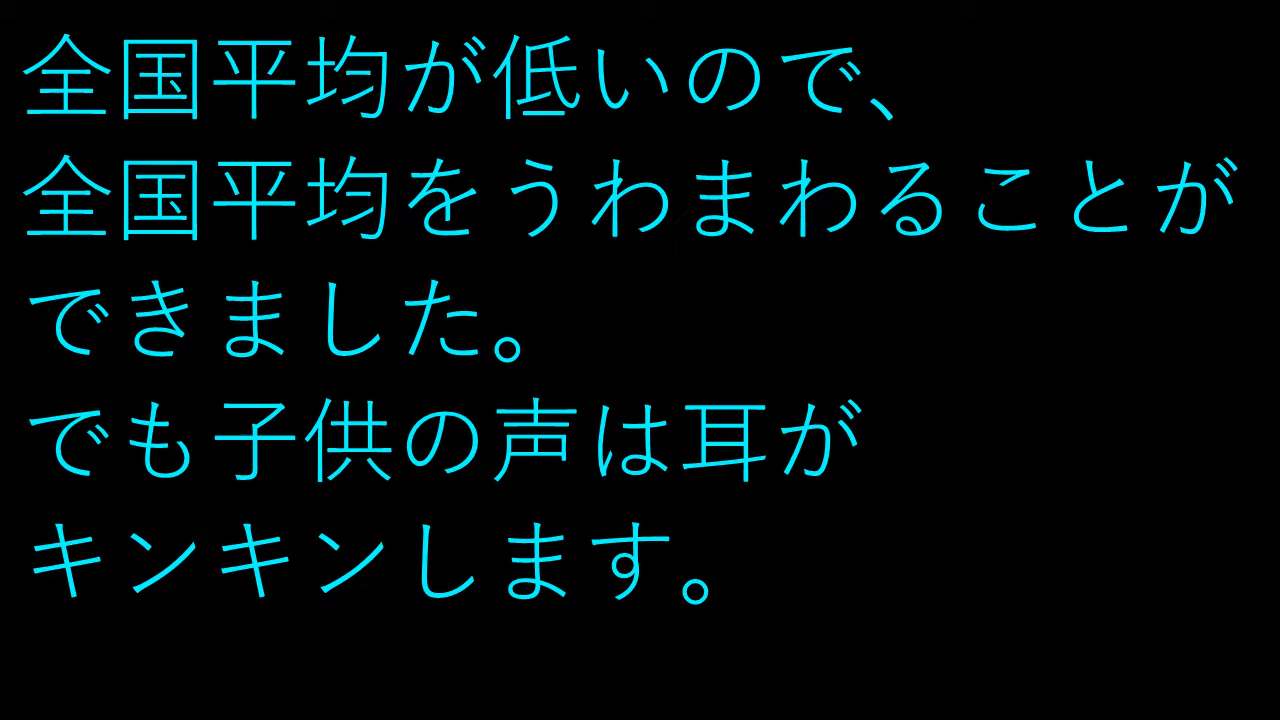 全国平均が低いので、
全国平均をうわまわることが
できました。
でも子供の声は耳が
キンキンします。